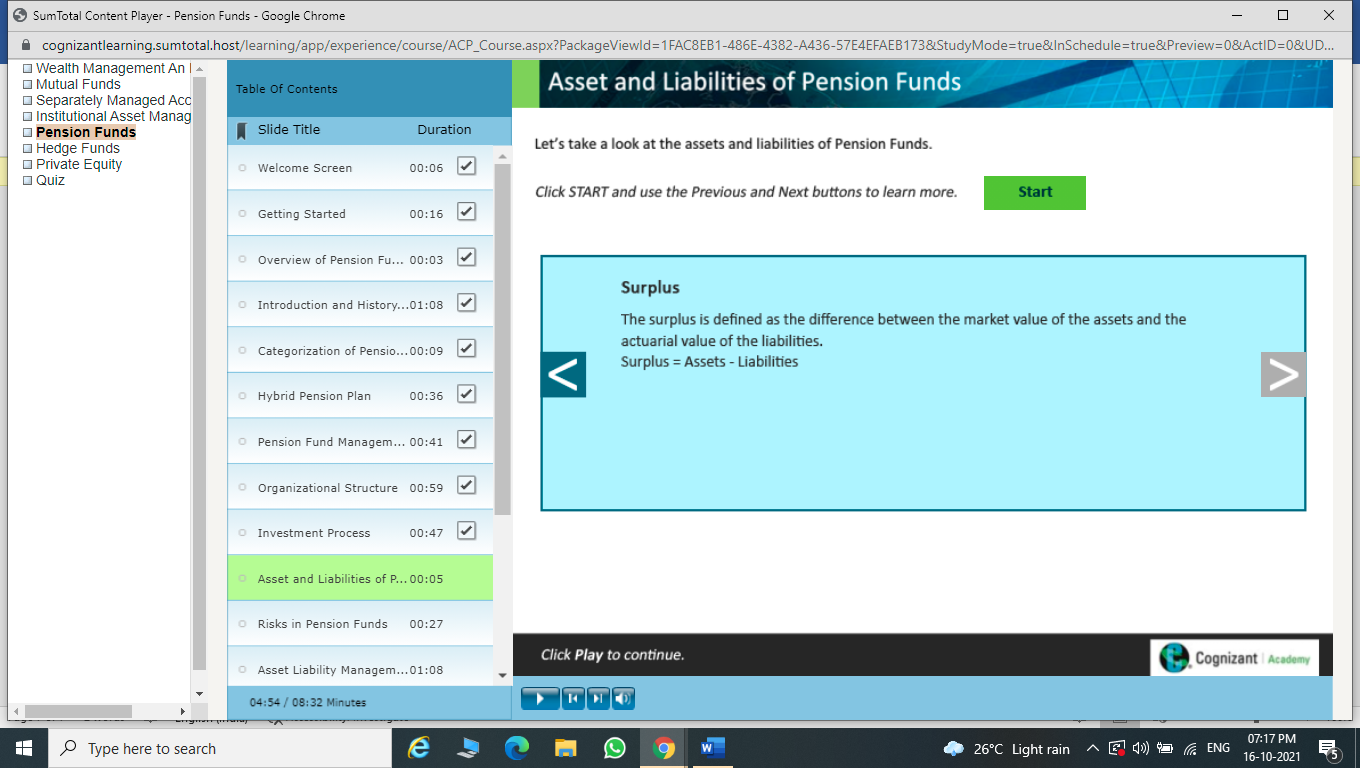 SumTotal Content Player - Pension Funds - Google Chrome
cognizantlearning.sumtotal.host/learning/app/experience/course/ACP_Course.aspx?PackageViewId=1FAC8EB1-486E-4382-A436-57E4EFAEB173&StudyMode=true&InSchedule=true&Preview=0&ActID=0&UD...
Wealth Management An I
Mutual Funds
Separately Managed Acc
Institutional Asset Manag
Pension Funds
Hedge Funds
Private Equity
Quiz
Table Of Contents
Slide Title Duration
Welcome Screen 00:06
Getting Started 00:16
Overview of Pension Fu... 00:03
Introduction and History...01:08
Categorization of Pensio...00:09
Hybrid Pension Plan 00:36
Pension Fund Managem... 00:41
Organizational Structure 00:59
Investment Process 00:47
Asset and Liabilities of P... 00:05
Risks in Pension Funds 00:27
Asset Liability Managem...01:08
04:54 / 08:32 Minutes
Asset and Liabilities of Pension Funds
Let's take a look at the assets and liabilities of Pension Funds.
Click START and use the Previous and Next buttons to learn more. Start
Surplus
The surplus is defined as the difference between the market value of the assets and the
actuarial value of the liabilities.
Surplus = Assets - Liabilities
< >
Click Play to continue.
Cognizant | Academy
Type here to search
26°C Light rain
ENG
07:17 PM
16-10-2021
5